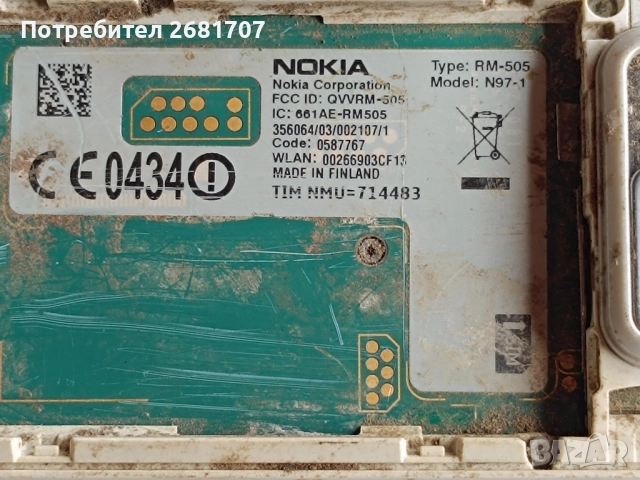 Потребител 2681707
NOKIA
Nokia Corporation
FCC ID: QVVRM-505
IC: 661AE-RM505
356064/03/002107/1
Code: 0587767
WLAN: 00266903CF13
MADE IN FINLAND
TIM NMU=714483
Type: RM-505
Model: N97-1
CE0434
BAZAR